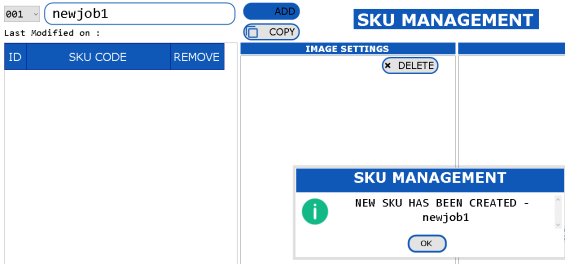 001
newjob1
ADD
Last Modified on :
COPY
SKU MANAGEMENT
ID
SKU CODE
REMOVE
IMAGE SETTINGS
DELETE
SKU MANAGEMENT
NEW SKU HAS BEEN CREATED -
newjob1
OK